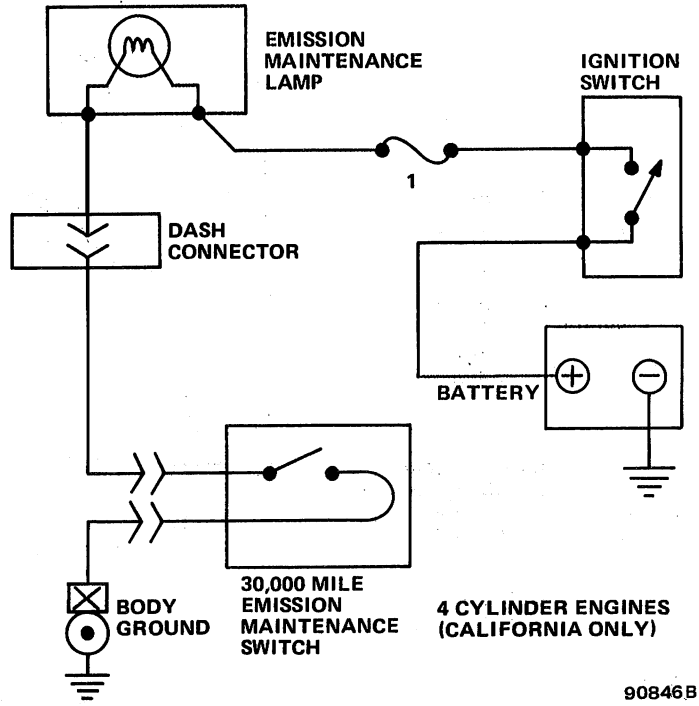 EMISSION
MAINTENANCE
LAMP
IGNITION
SWITCH
1
DASH
CONNECTOR
BATTERY
+
−
30,000 MILE
EMISSION
MAINTENANCE
SWITCH
BODY
GROUND
4 CYLINDER ENGINES
(CALIFORNIA ONLY)
90846B